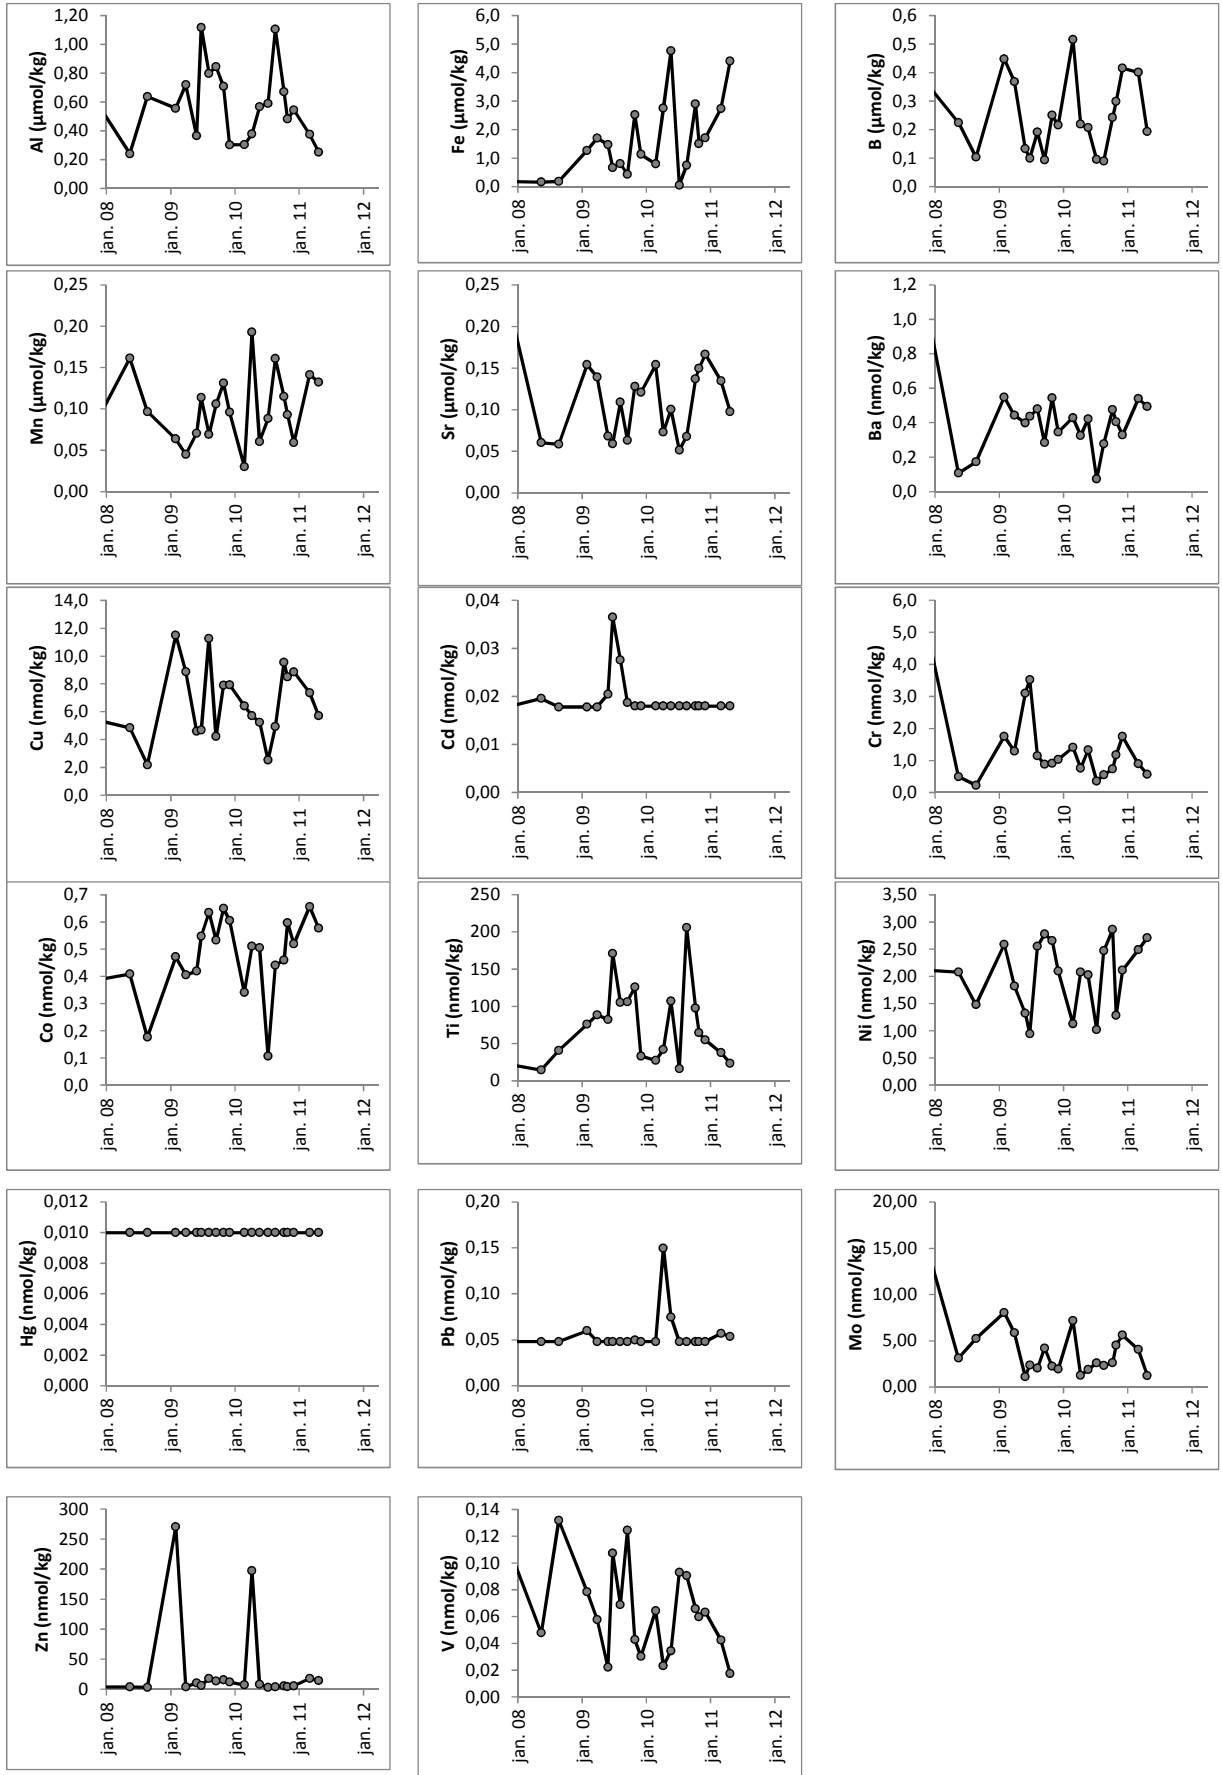 Al (µmol/kg)
1,20
1,00
0,80
0,60
0,40
0,20
0,00
jan. 08
jan. 09
jan. 10
jan. 11
jan. 12
Fe (µmol/kg)
6,0
5,0
4,0
3,0
2,0
1,0
0,0
jan. 08
jan. 09
jan. 10
jan. 11
jan. 12
B (µmol/kg)
0,6
0,5
0,4
0,3
0,2
0,1
0,0
jan. 08
jan. 09
jan. 10
jan. 11
jan. 12
Mn (µmol/kg)
0,25
0,20
0,15
0,10
0,05
0,00
jan. 08
jan. 09
jan. 10
jan. 11
jan. 12
Sr (µmol/kg)
0,25
0,20
0,15
0,10
0,05
0,00
jan. 08
jan. 09
jan. 10
jan. 11
jan. 12
Ba (nmol/kg)
1,2
1,0
0,8
0,6
0,4
0,2
0,0
jan. 08
jan. 09
jan. 10
jan. 11
jan. 12
Cu (nmol/kg)
14,0
12,0
10,0
8,0
6,0
4,0
2,0
0,0
jan. 08
jan. 09
jan. 10
jan. 11
jan. 12
Cd (nmol/kg)
0,04
0,03
0,02
0,01
0,00
jan. 08
jan. 09
jan. 10
jan. 11
jan. 12
Cr (nmol/kg)
6,0
5,0
4,0
3,0
2,0
1,0
0,0
jan. 08
jan. 09
jan. 10
jan. 11
jan. 12
Co (nmol/kg)
0,7
0,6
0,5
0,4
0,3
0,2
0,1
0,0
jan. 08
jan. 09
jan. 10
jan. 11
jan. 12
Ti (nmol/kg)
250
200
150
100
50
0
jan. 08
jan. 09
jan. 10
jan. 11
jan. 12
Ni (nmol/kg)
3,50
3,00
2,50
2,00
1,50
1,00
0,50
0,00
jan. 08
jan. 09
jan. 10
jan. 11
jan. 12
Hg (nmol/kg)
0,012
0,010
0,008
0,006
0,004
0,002
0,000
jan. 08
jan. 09
jan. 10
jan. 11
jan. 12
Pb (nmol/kg)
0,20
0,15
0,10
0,05
0,00
jan. 08
jan. 09
jan. 10
jan. 11
jan. 12
Mo (nmol/kg)
20,00
15,00
10,00
5,00
0,00
jan. 08
jan. 09
jan. 10
jan. 11
jan. 12
Zn (nmol/kg)
300
250
200
150
100
50
0
jan. 08
jan. 09
jan. 10
jan. 11
jan. 12
V (nmol/kg)
0,14
0,12
0,10
0,08
0,06
0,04
0,02
0,00
jan. 08
jan. 09
jan. 10
jan. 11
jan. 12